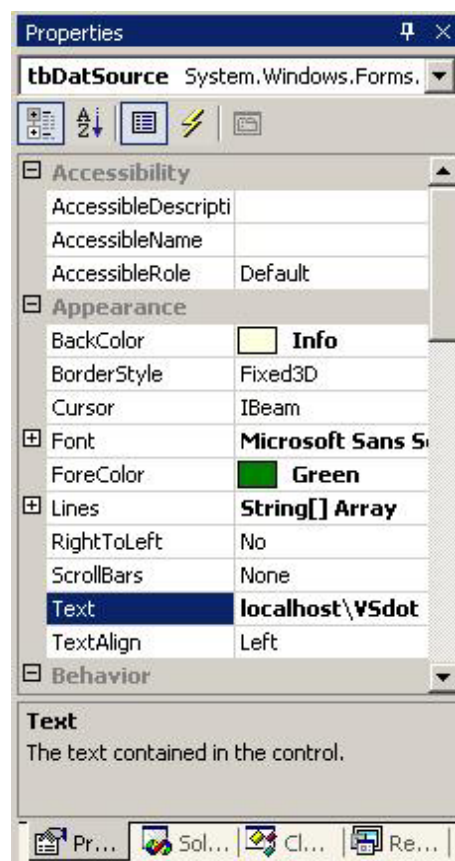 Properties
tbDatSource System.Windows.Forms.
Accessibility
AccessibleDescripti
AccessibleName
AccessibleRole Default
Appearance
BackColor Info
BorderStyle Fixed3D
Cursor IBeam
Font Microsoft Sans S
ForeColor Green
Lines String[] Array
RightToLeft No
ScrollBars None
Text localhost\VSdot
TextAlign Left
Behavior
Text
The text contained in the control.
Pr... Sol... Cl... Re...